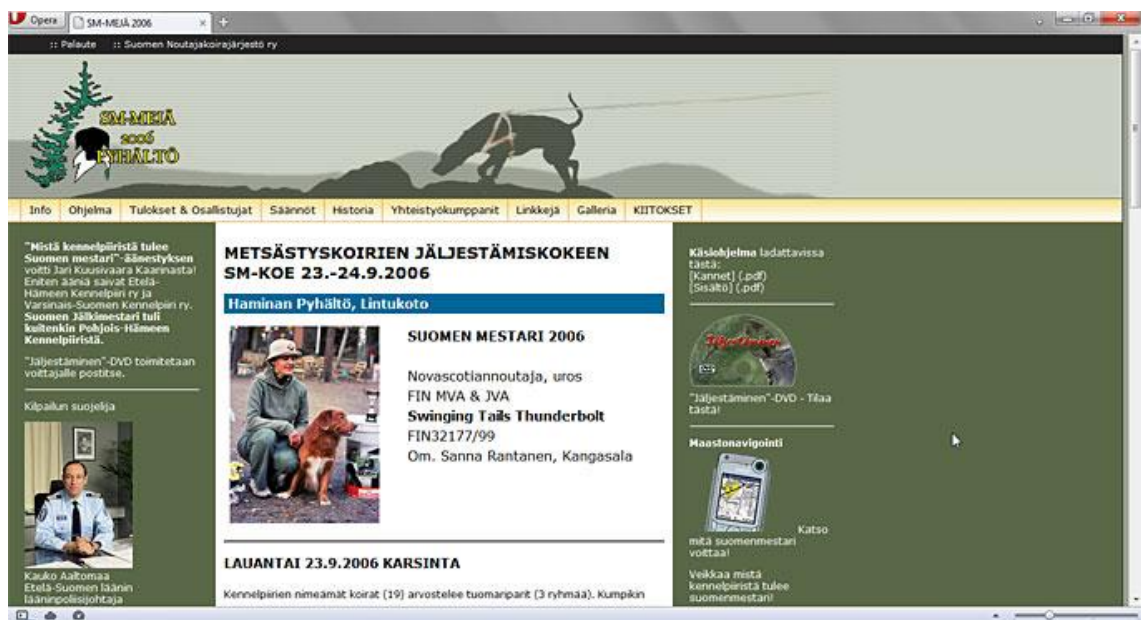 Opera
SM-MEJÄ 2006
:: Palaute :: Suomen Noutajakoirajärjestö ry
SM-MEJÄ
2006
PYHÄLTÖ
Info Ohjelma Tulokset & Osallistujat Säännöt Historia Yhteistyökumppanit Linkkejä Galleria KIITOKSET
"Mistä kennelpiiristä tulee
Suomen mestari"-äänestyksen
voitti Jari Kuusivaara Kaarinasta!
Eniten ääniä saivat Etelä-
Hämeen Kennelpiiri ry ja
Varsinais-Suomen Kennelpiiri ry.
Suomen Jälkimestari tuli
kuitenkin Pohjois-Hämeen
Kennelpiiristä.
"Jäljestäminen"-DVD toimitetaan
voittajalle postitse.
Kilpailun suojelija
Kauko Aaltomaa
Etelä-Suomen läänin
lääninpoliisijohtaja
METSÄSTYSKOIRIEN JÄLJESTÄMISKOKEEN
SM-KOE 23.-24.9.2006
Haminan Pyhältö, Lintukoto
SUOMEN MESTARI 2006
Novascotiannoutaja, uros
FIN MVA & JVA
Swinging Tails Thunderbolt
FIN32177/99
Om. Sanna Rantanen, Kangasala
LAUANTAI 23.9.2006 KARSINTA
Kennelpiirien nimeämät koirat (19) arvostelee tuomariparit (3 ryhmää). Kumpikin
Käsiohjelma ladattavissa
tästä:
[Kannet] (.pdf)
[Sisältö] (.pdf)
Jäljestäminen
"Jäljestäminen"-DVD - Tilaa
tästä!
Maastonavigointi
Katso
mitä suomenmestari
voittaa!
Veikkaa mistä
kennelpiiristä tulee
suomenmestari!